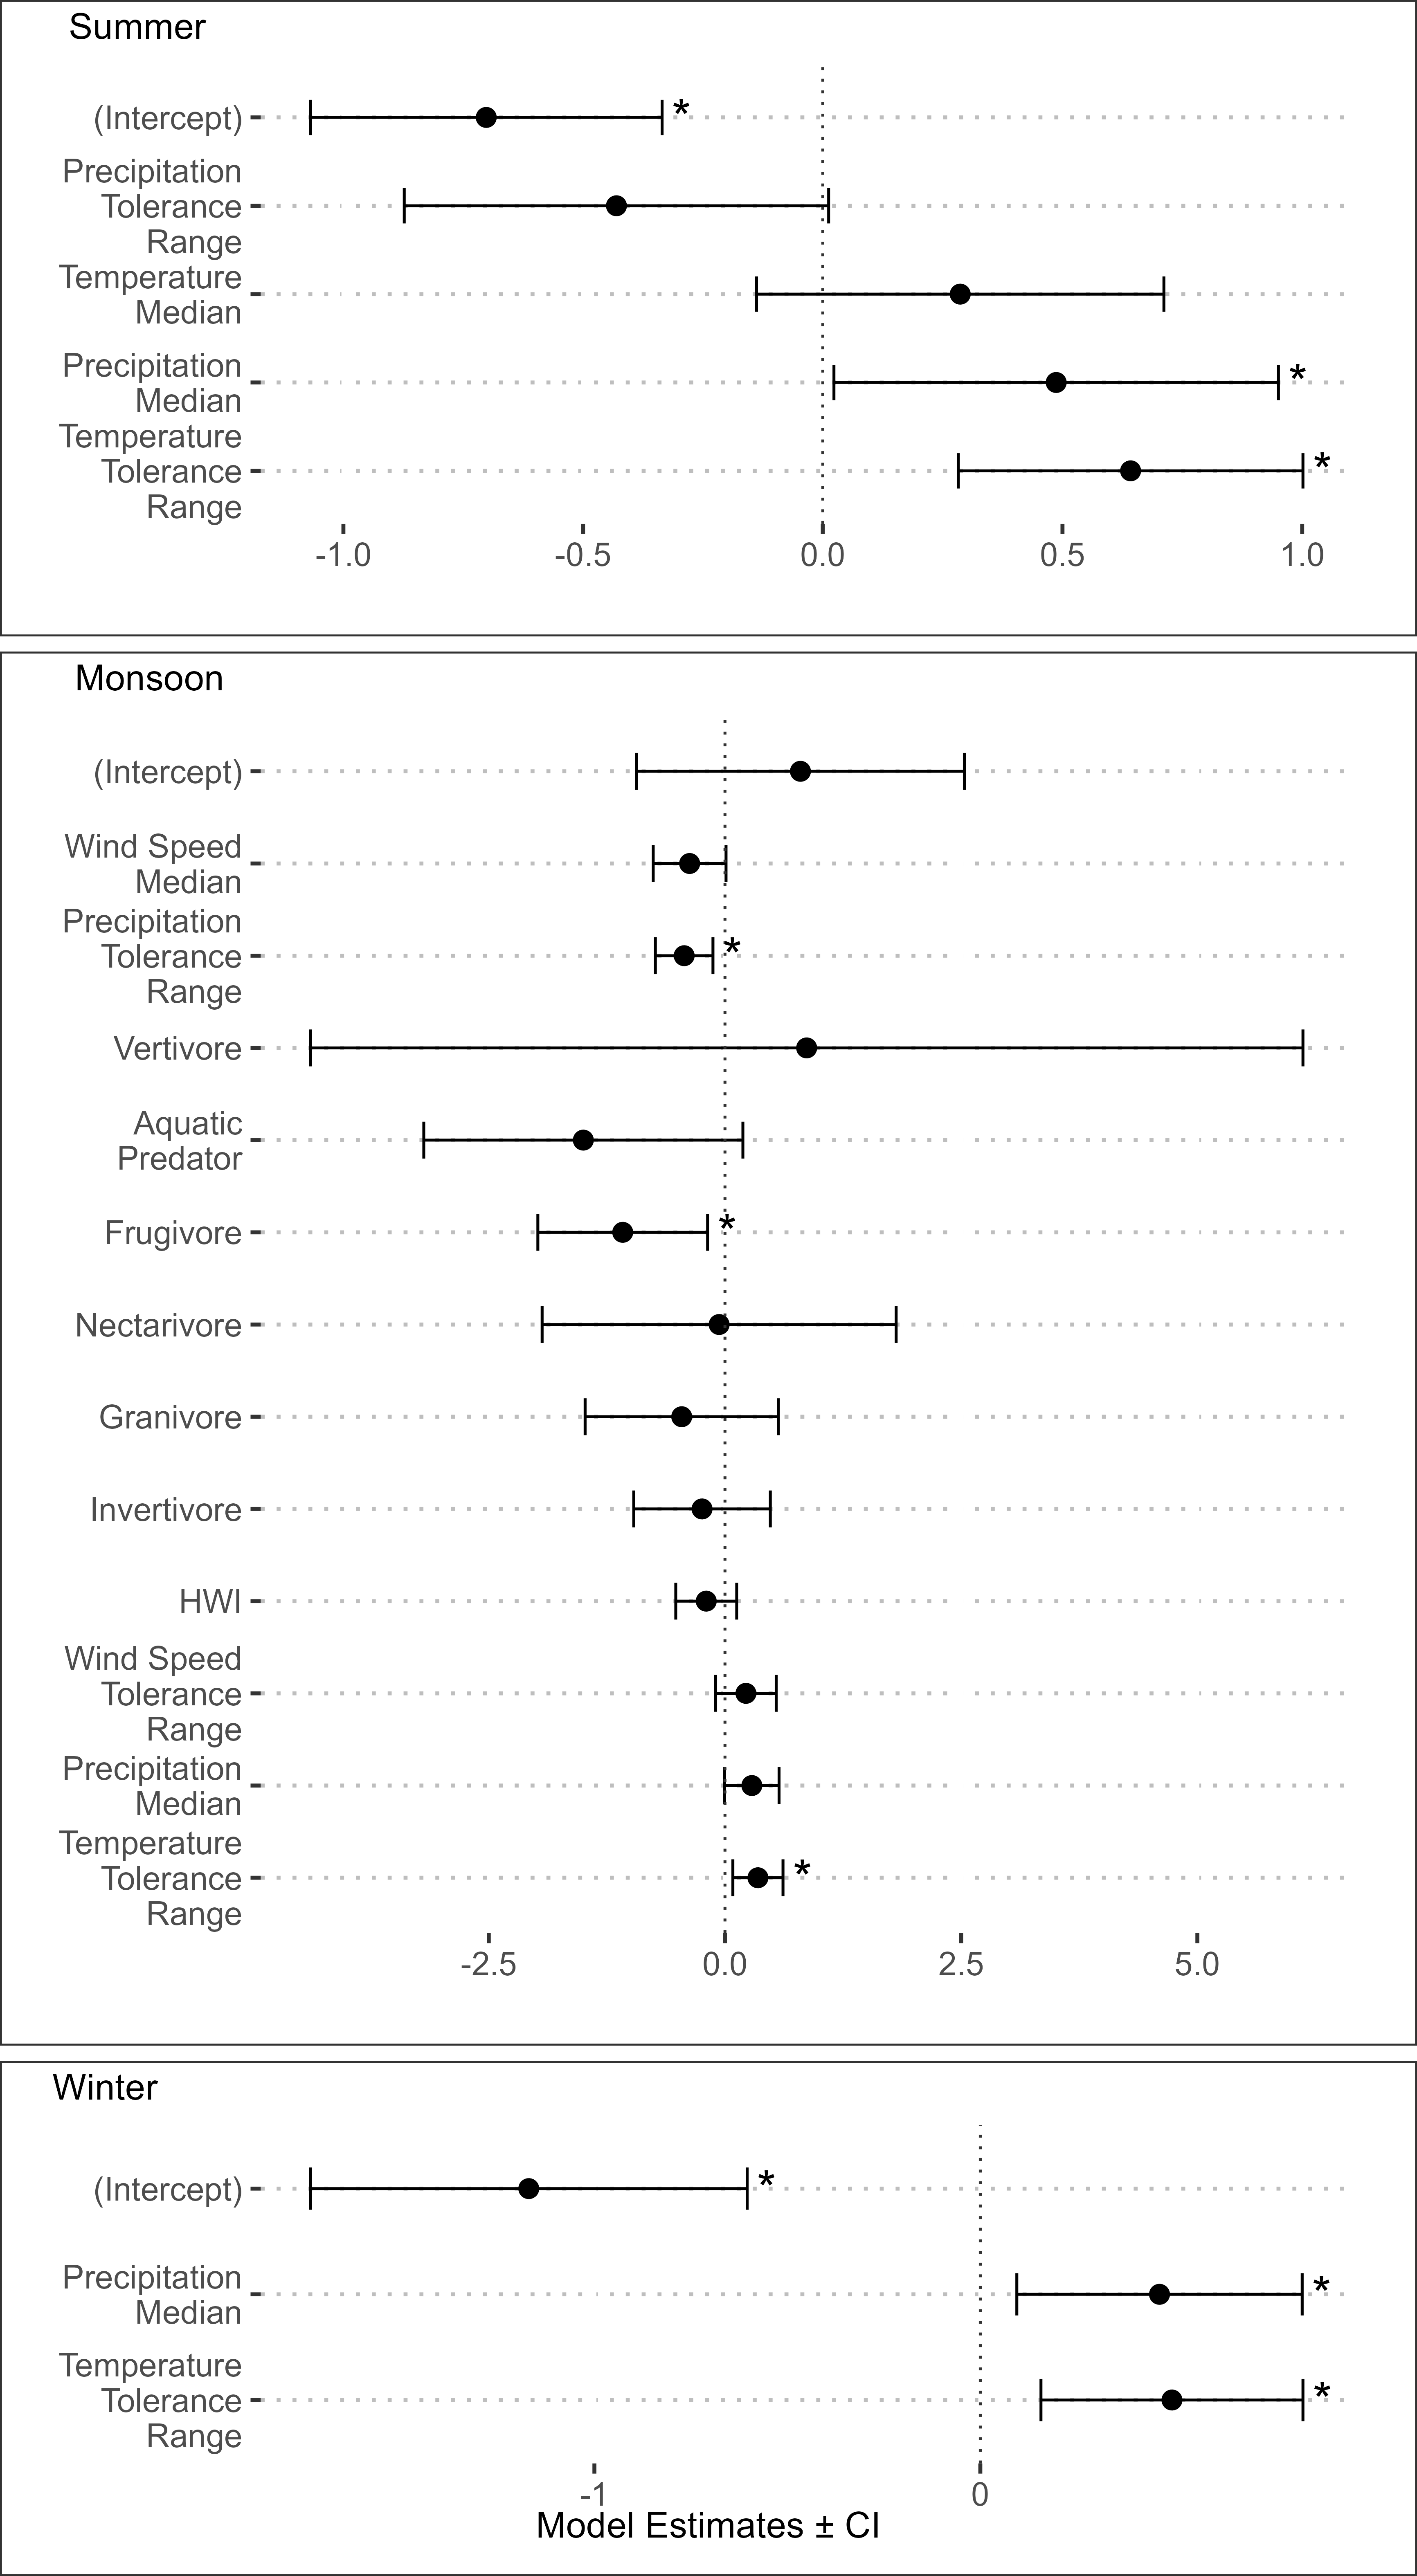 Summer
(Intercept)
*
Precipitation
Tolerance
Range
Temperature
Median
Precipitation
Median
*
Temperature
Tolerance
Range
*
-1.0 -0.5 0.0 0.5 1.0
Monsoon
(Intercept)
Wind Speed
Median
Precipitation
Tolerance
Range
*
Vertivore
Aquatic
Predator
Frugivore
*
Nectarivore
Granivore
Invertivore
HWI
Wind Speed
Tolerance
Range
Precipitation
Median
Temperature
Tolerance
Range
*
-2.5 0.0 2.5 5.0
Winter
(Intercept)
*
Precipitation
Median
*
Temperature
Tolerance
Range
*
-1 0
Model Estimates ± CI